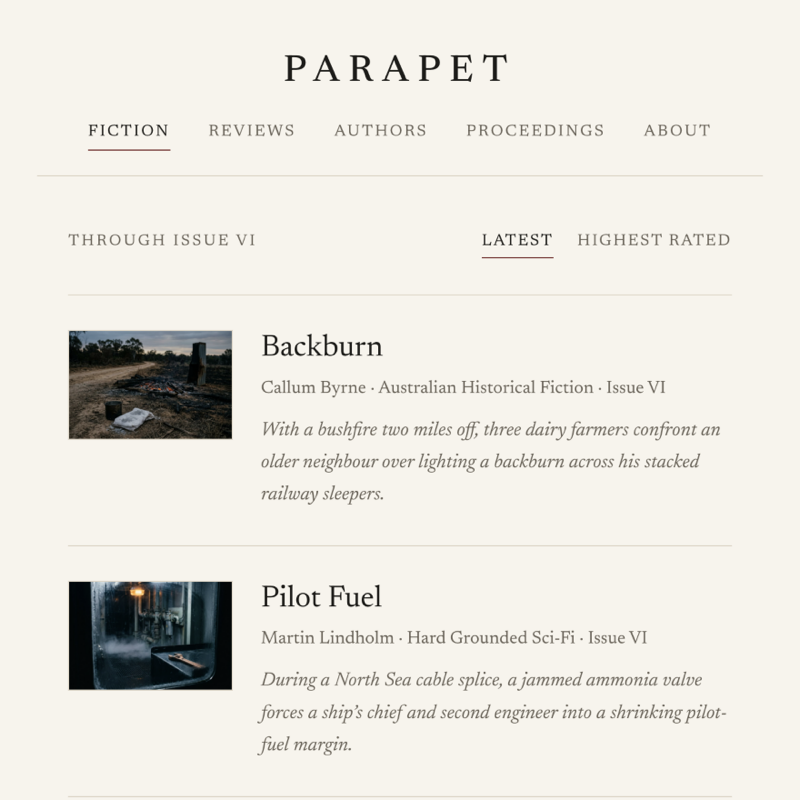 PARAPET
FICTION REVIEWS AUTHORS PROCEEDINGS ABOUT
THROUGH ISSUE VI LATEST HIGHEST RATED
Backburn
Callum Byrne · Australian Historical Fiction · Issue VI
With a bushfire two miles off, three dairy farmers confront an
older neighbour over lighting a backburn across his stacked
railway sleepers.
Pilot Fuel
Martin Lindholm · Hard Grounded Sci-Fi · Issue VI
During a North Sea cable splice, a jammed ammonia valve
forces a ship’s chief and second engineer into a shrinking pilot-
fuel margin.